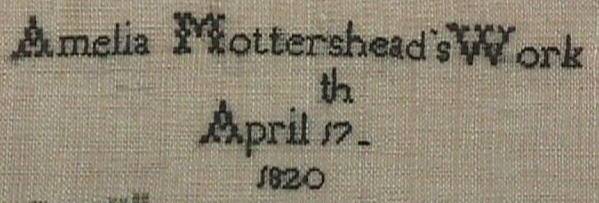 Amelia Mottershead's Work
th
April 17-
1820